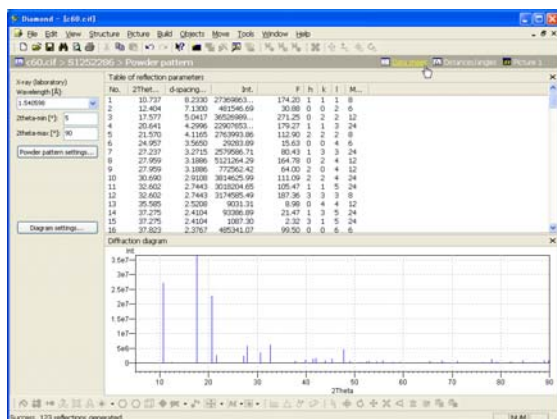 Diamond - [c60.cif]
File Edit View Structure Picture Build Objects Move Tools Window Help
c60.cif > S1252286 > Powder pattern
Data sheet Distances/angles Picture 1
X-ray (laboratory)
Wavelength [Å]:
1.540598
2theta-min [°]: 5
2theta-max [°]: 90
Powder pattern settings...
Diagram settings...
Table of reflection parameters
No. 2Thet... d-spacing... Int. F h k l M...
1 10.737 8.2330 27369863... 174.20 1 1 1 8
2 12.404 7.1300 481546.69 30.88 0 0 2 6
3 17.577 5.0417 36526989... 271.25 0 2 2 12
4 20.641 4.2996 22907653... 179.27 1 1 3 24
5 21.570 4.1165 2763993.86 112.90 2 2 2 8
6 24.957 3.5650 29283.89 15.63 0 0 4 6
7 27.237 3.2715 2579586.71 80.43 1 3 3 24
8 27.959 3.1886 5121264.29 164.78 0 2 4 12
9 27.959 3.1886 772562.42 64.00 2 0 4 12
10 30.690 2.9108 3814625.99 111.09 2 2 4 24
11 32.602 2.7443 3018204.65 105.47 1 1 5 24
12 32.602 2.7443 3174585.49 187.36 3 3 3 8
13 35.585 2.5208 9031.31 8.98 0 4 4 12
14 37.275 2.4104 93386.89 21.47 1 3 5 24
15 37.275 2.4104 1087.30 2.32 3 1 5 24
16 37.823 2.3767 485341.07 99.50 0 0 6 6
Diffraction diagram
Int
3.5e7
3e7
2.5e7
2e7
1.5e7
1e7
5e6
0
10 20 30 40 50 60 70 80 90
2Theta
Success. 123 reflections generated.
NUM